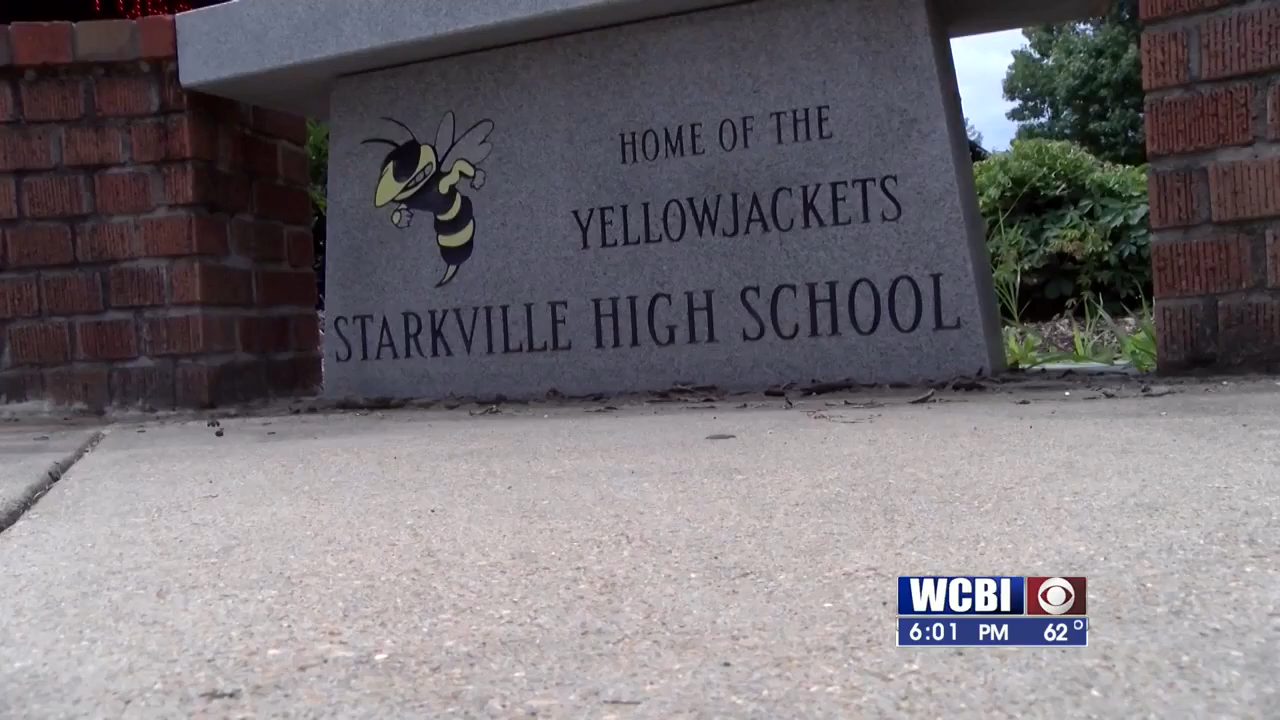 HOME OF THE
YELLOWJACKETS
STARKVILLE HIGH SCHOOL
WCBI
6:01 PM 62°